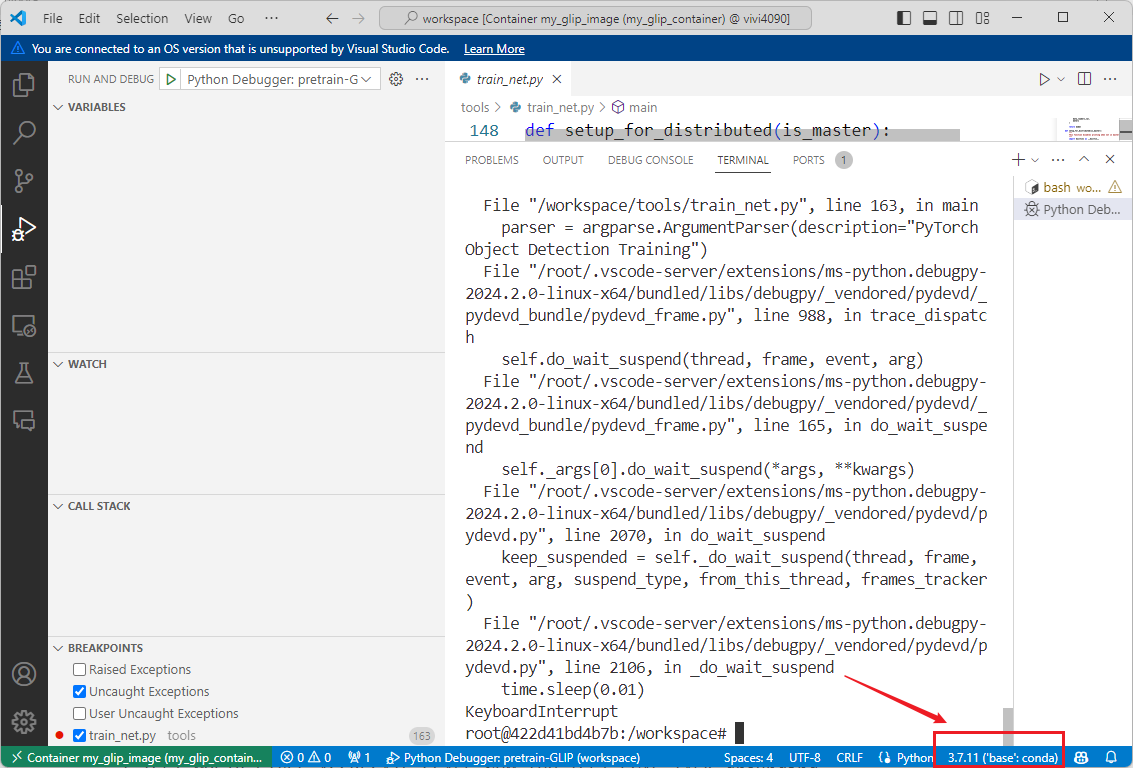 File Edit Selection View Go ···
workspace [Container my_glip_image (my_glip_container) @ vivi4090]
You are connected to an OS version that is unsupported by Visual Studio Code. Learn More
RUN AND DEBUG Python Debugger: pretrain-G ···
train_net.py
VARIABLES
tools > train_net.py > main
148 def setup_for_distributed(is_master):
PROBLEMS OUTPUT DEBUG CONSOLE TERMINAL PORTS 1
bash wo...
Python Deb...
File "/workspace/tools/train_net.py", line 163, in main
parser = argparse.ArgumentParser(description="PyTorch
Object Detection Training")
File "/root/.vscode-server/extensions/ms-python.debugpy-
2024.2.0-linux-x64/bundled/libs/debugpy/_vendored/pydevd/_
pydevd_bundle/pydevd_frame.py", line 988, in trace_dispatc
h
self.do_wait_suspend(thread, frame, event, arg)
File "/root/.vscode-server/extensions/ms-python.debugpy-
2024.2.0-linux-x64/bundled/libs/debugpy/_vendored/pydevd/_
pydevd_bundle/pydevd_frame.py", line 165, in do_wait_suspe
nd
self._args[0].do_wait_suspend(*args, **kwargs)
File "/root/.vscode-server/extensions/ms-python.debugpy-
2024.2.0-linux-x64/bundled/libs/debugpy/_vendored/pydevd/p
ydevd.py", line 2070, in do_wait_suspend
keep_suspended = self._do_wait_suspend(thread, frame,
event, arg, suspend_type, from_this_thread, frames_tracker
)
File "/root/.vscode-server/extensions/ms-python.debugpy-
2024.2.0-linux-x64/bundled/libs/debugpy/_vendored/pydevd/p
ydevd.py", line 2106, in _do_wait_suspend
time.sleep(0.01)
KeyboardInterrupt
root@422d41bd4b7b:/workspace#
WATCH
CALL STACK
BREAKPOINTS
Raised Exceptions
Uncaught Exceptions
User Uncaught Exceptions
train_net.py tools 163
Container my_glip_image (my_glip_contain... 0 0 1 Python Debugger: pretrain-GLIP (workspace) Spaces: 4 UTF-8 CRLF Python 3.7.11 ('base': conda)